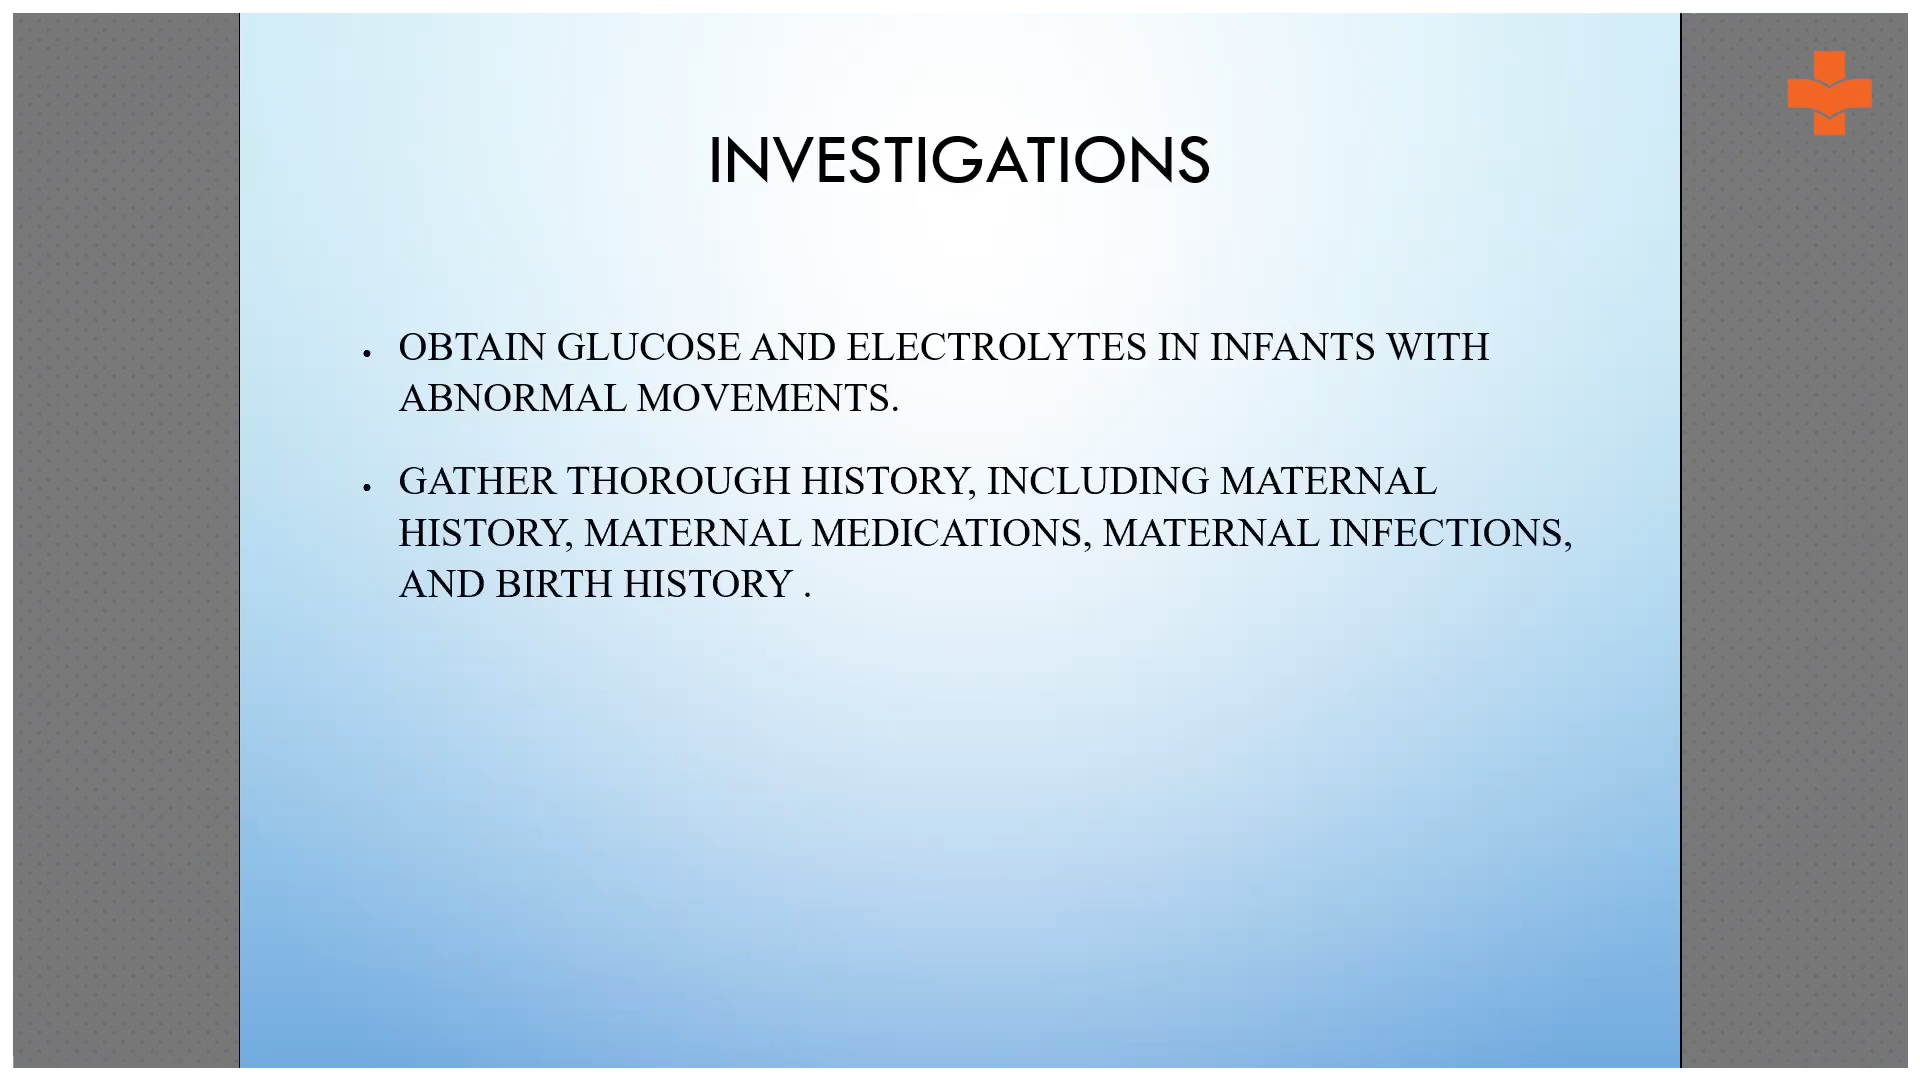 INVESTIGATIONS
• OBTAIN GLUCOSE AND ELECTROLYTES IN INFANTS WITH
ABNORMAL MOVEMENTS.
• GATHER THOROUGH HISTORY, INCLUDING MATERNAL
HISTORY, MATERNAL MEDICATIONS, MATERNAL INFECTIONS,
AND BIRTH HISTORY .